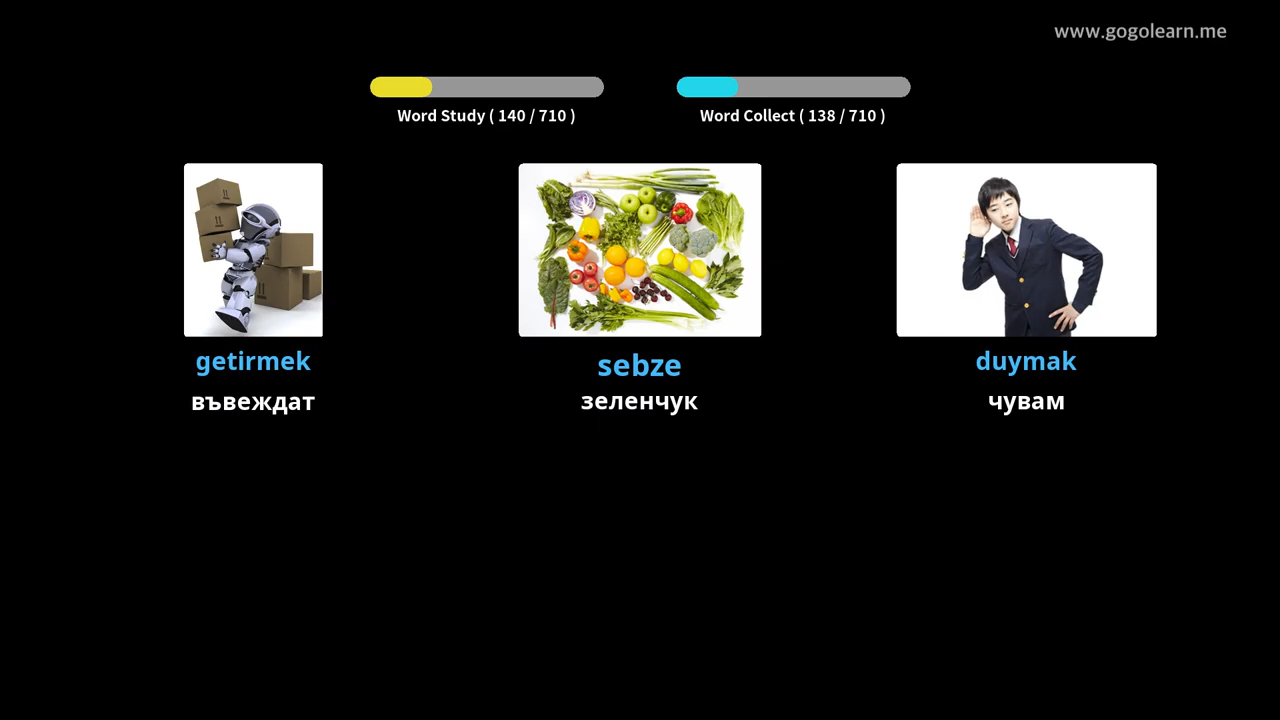 www.gogolearn.me
Word Study ( 140 / 710 )
Word Collect ( 138 / 710 )
getirmek
въвеждат
sebze
зеленчук
duymak
чувам